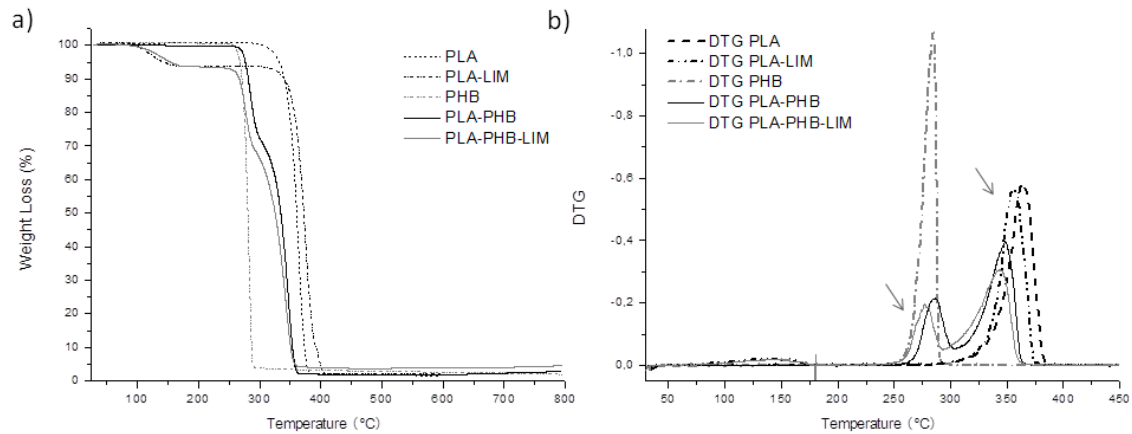 a)
Weight Loss (%)
100
90
80
70
60
50
40
30
20
10
0
100 200 300 400 500 600 700 800
Temperature (ºC)
PLA
PLA-LIM
PHB
PLA-PHB
PLA-PHB-LIM
b)
DTG
-1,0
-0,8
-0,6
-0,4
-0,2
0,0
50 100 150 200 250 300 350 400 450
Temperature (ºC)
DTG PLA
DTG PLA-LIM
DTG PHB
DTG PLA-PHB
DTG PLA-PHB-LIM